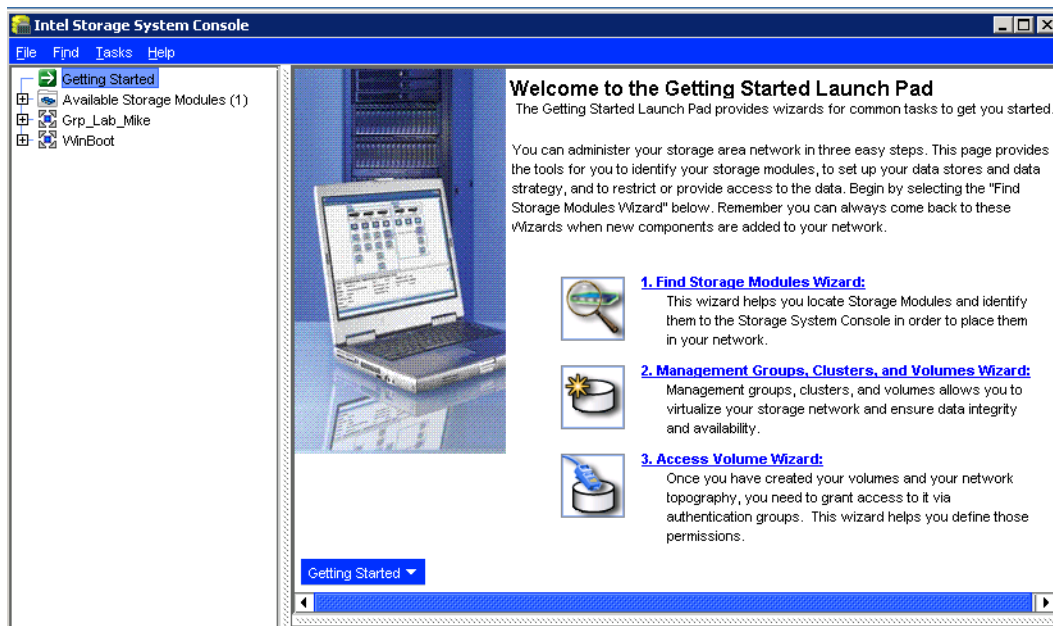 Intel Storage System Console
File Find Tasks Help
Getting Started
Available Storage Modules (1)
Grp_Lab_Mike
WinBoot
Welcome to the Getting Started Launch Pad
The Getting Started Launch Pad provides wizards for common tasks to get you started.
You can administer your storage area network in three easy steps. This page provides
the tools for you to identify your storage modules, to set up your data stores and data
strategy, and to restrict or provide access to the data. Begin by selecting the "Find
Storage Modules Wizard" below. Remember you can always come back to these
Wizards when new components are added to your network.
1. Find Storage Modules Wizard:
This wizard helps you locate Storage Modules and identify
them to the Storage System Console in order to place them
in your network.
2. Management Groups, Clusters, and Volumes Wizard:
Management groups, clusters, and volumes allows you to
virtualize your storage network and ensure data integrity
and availability.
3. Access Volume Wizard:
Once you have created your volumes and your network
topography, you need to grant access to it via
authentication groups. This wizard helps you define those
permissions.
Getting Started